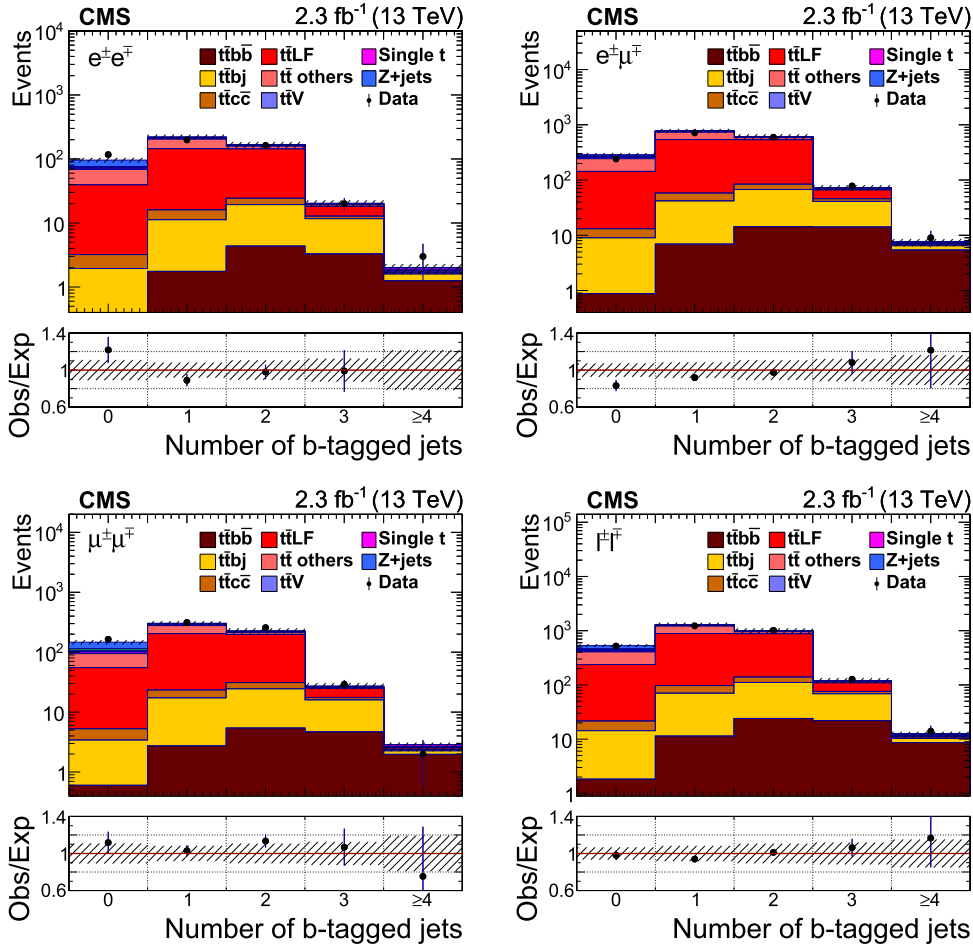 CMS 2.3 fb⁻¹ (13 TeV)
Events
e±e∓
tt̄bb̄ tt̄LF Single t
tt̄bj tt̄ others Z+jets
tt̄cc̄ tt̄V Data
10⁴
10³
10²
10
1
Obs/Exp
1.4
1
0.6
0 1 2 3 ≥4
Number of b-tagged jets
CMS 2.3 fb⁻¹ (13 TeV)
Events
e±μ∓
tt̄bb̄ tt̄LF Single t
tt̄bj tt̄ others Z+jets
tt̄cc̄ tt̄V Data
10⁴
10³
10²
10
1
Obs/Exp
1.4
1
0.6
0 1 2 3 ≥4
Number of b-tagged jets
CMS 2.3 fb⁻¹ (13 TeV)
Events
μ±μ∓
tt̄bb̄ tt̄LF Single t
tt̄bj tt̄ others Z+jets
tt̄cc̄ tt̄V Data
10⁴
10³
10²
10
1
Obs/Exp
1.4
1
0.6
0 1 2 3 ≥4
Number of b-tagged jets
CMS 2.3 fb⁻¹ (13 TeV)
Events
l±l∓
tt̄bb̄ tt̄LF Single t
tt̄bj tt̄ others Z+jets
tt̄cc̄ tt̄V Data
10⁵
10⁴
10³
10²
10
1
Obs/Exp
1.4
1
0.6
0 1 2 3 ≥4
Number of b-tagged jets